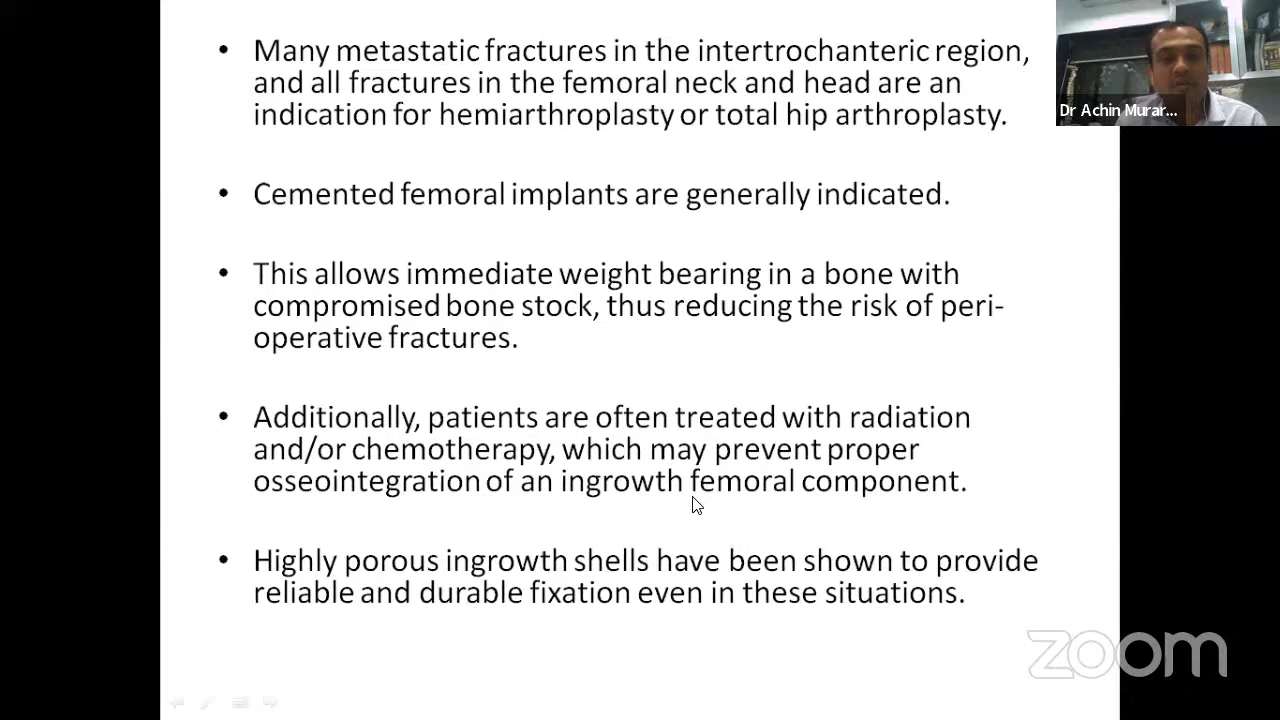 • Many metastatic fractures in the intertrochanteric region,
and all fractures in the femoral neck and head are an
indication for hemiarthroplasty or total hip arthroplasty.
• Cemented femoral implants are generally indicated.
• This allows immediate weight bearing in a bone with
compromised bone stock, thus reducing the risk of peri-
operative fractures.
• Additionally, patients are often treated with radiation
and/or chemotherapy, which may prevent proper
osseointegration of an ingrowth femoral component.
• Highly porous ingrowth shells have been shown to provide
reliable and durable fixation even in these situations.
Dr Achin Murar...
zoom